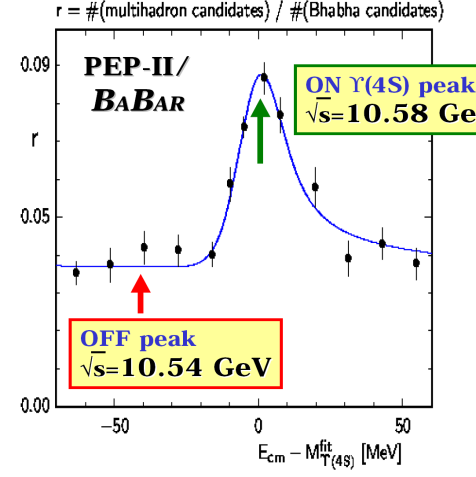 r = #(multihadron candidates) / #(Bhabha candidates)
0.09
PEP-II/
BABAR
ON ϒ(4S) peak
√s=10.58 Ge
r
0.05
OFF peak
√s=10.54 GeV
0.00
−50
0
50
E_cm − M^fit_ϒ(4S) [MeV]